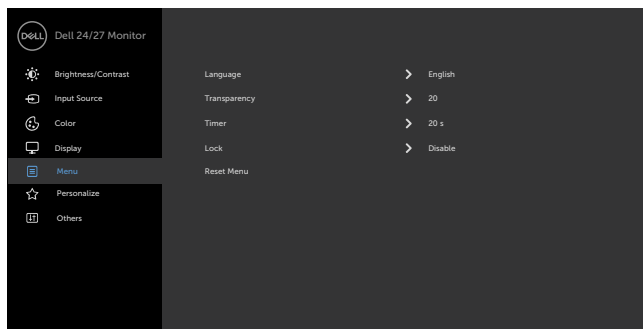 DELL Dell 24/27 Monitor
Brightness/Contrast Language English
Input Source Transparency 20
Color Timer 20 s
Display Lock Disable
Menu Reset Menu
Personalize
Others